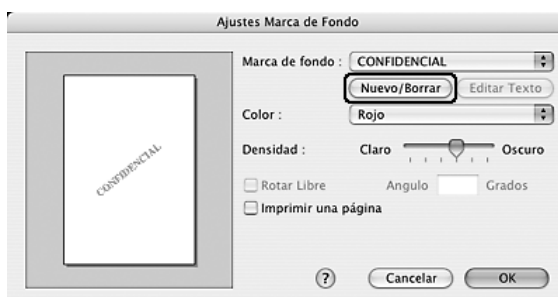 Ajustes Marca de Fondo
Marca de fondo : CONFIDENCIAL
Nuevo/Borrar Editar Texto
Color : Rojo
Densidad : Claro Oscuro
CONFIDENCIAL
Rotar Libre Angulo Grados
Imprimir una página
? Cancelar OK